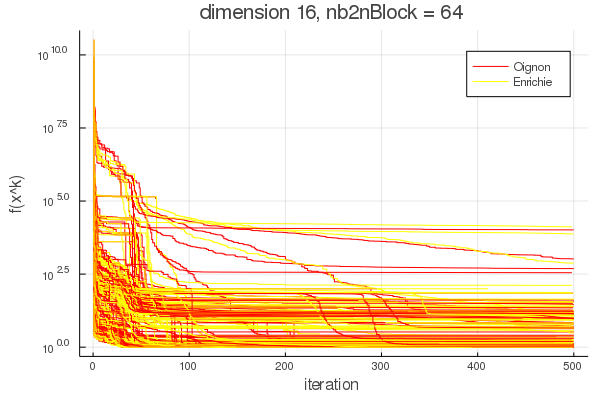 dimension 16, nb2nBlock = 64
10^10.0
10^7.5
10^5.0
10^2.5
10^0.0
f(x^k)
Oignon
Enrichie
0 100 200 300 400 500
iteration